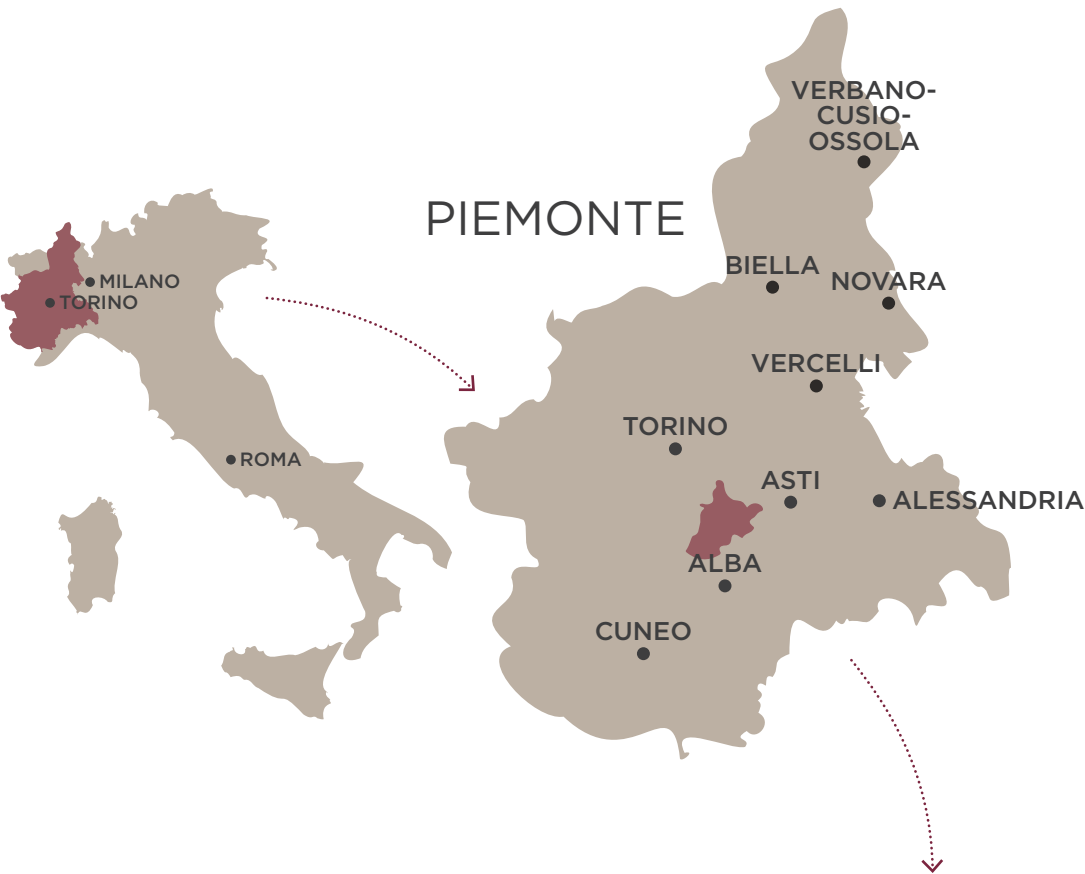 VERBANO-
CUSIO-
OSSOLA
PIEMONTE
BIELLA
NOVARA
MILANO
TORINO
VERCELLI
TORINO
ROMA
ASTI
ALESSANDRIA
ALBA
CUNEO